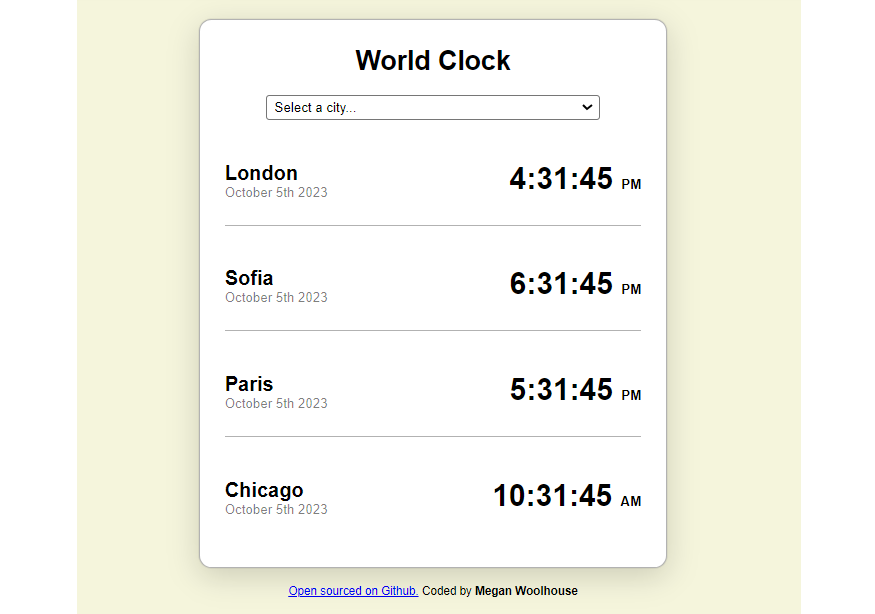 World Clock
Select a city...
London
October 5th 2023
4:31:45 PM
Sofia
October 5th 2023
6:31:45 PM
Paris
October 5th 2023
5:31:45 PM
Chicago
October 5th 2023
10:31:45 AM
Open sourced on Github. Coded by Megan Woolhouse